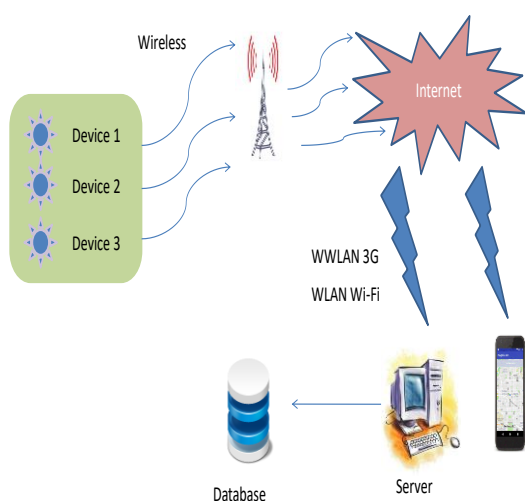 Wireless
Internet
Device 1
Device 2
Device 3
WWLAN 3G
WLAN Wi-Fi
Database
Server